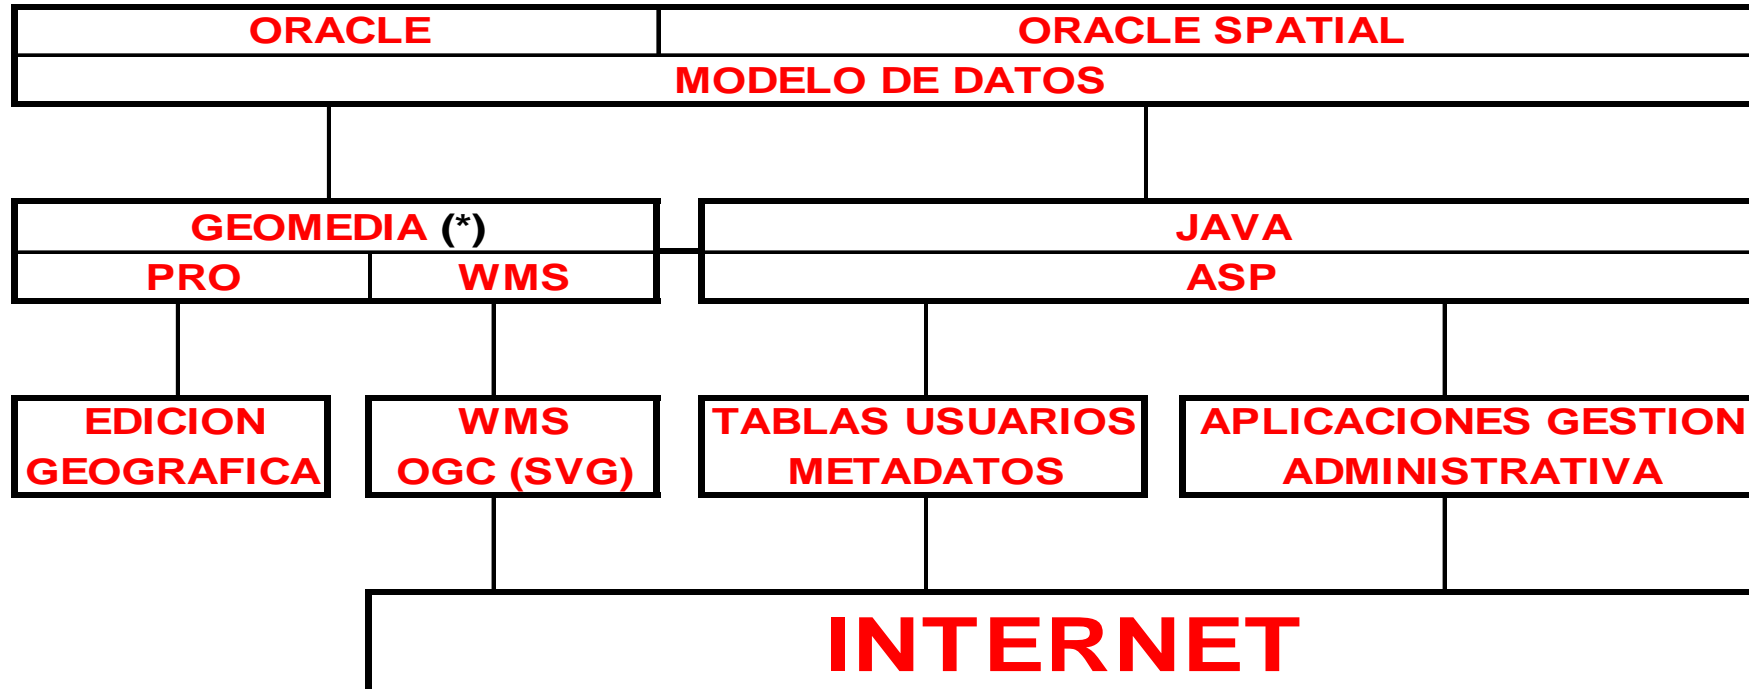 ORACLE ORACLE SPATIAL
MODELO DE DATOS
GEOMEDIA (*) JAVA
PRO WMS ASP
EDICION
GEOGRAFICA
WMS
OGC (SVG)
TABLAS USUARIOS
METADATOS
APLICACIONES GESTION
ADMINISTRATIVA
INTERNET